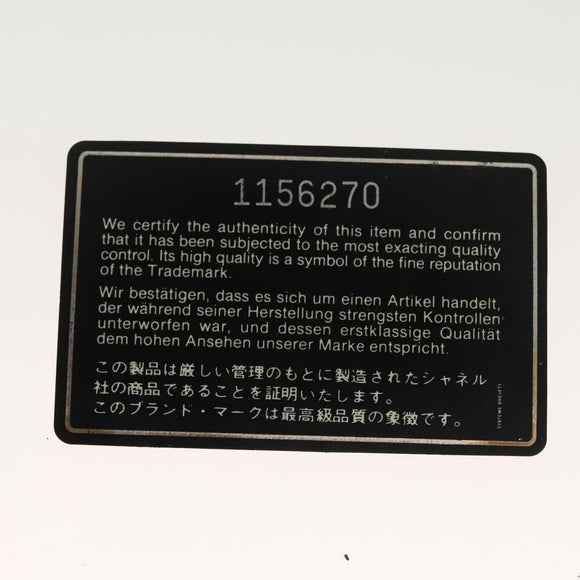 1156270
We certify the authenticity of this item and confirm
that it has been subjected to the most exacting quality
control. Its high quality is a symbol of the fine reputation
of the Trademark.
Wir bestätigen, dass es sich um einen Artikel handelt,
der während seiner Herstellung strengsten Kontrollen
unterworfen war, und dessen erstklassige Qualität
dem hohen Ansehen unserer Marke entspricht.
この製品は厳しい管理のもとに製造されたシャネル
社の商品であることを証明いたします。
このブランド・マークは最高級品質の象徴です。